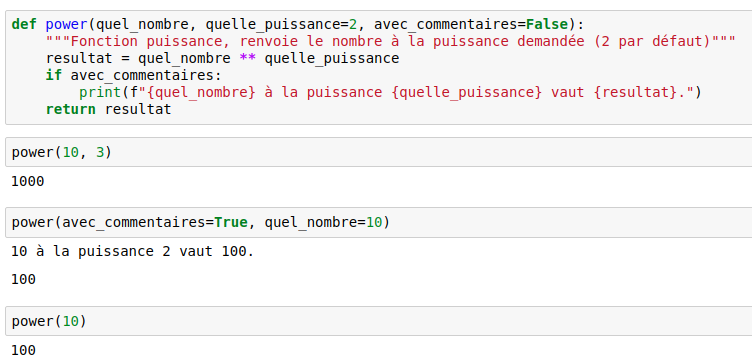 def power(quel_nombre, quelle_puissance=2, avec_commentaires=False):
    """Fonction puissance, renvoie le nombre à la puissance demandée (2 par défaut)"""
    resultat = quel_nombre ** quelle_puissance
    if avec_commentaires:
        print(f"{quel_nombre} à la puissance {quelle_puissance} vaut {resultat}.")
    return resultat
power(10, 3)
1000
power(avec_commentaires=True, quel_nombre=10)
10 à la puissance 2 vaut 100.
100
power(10)
100